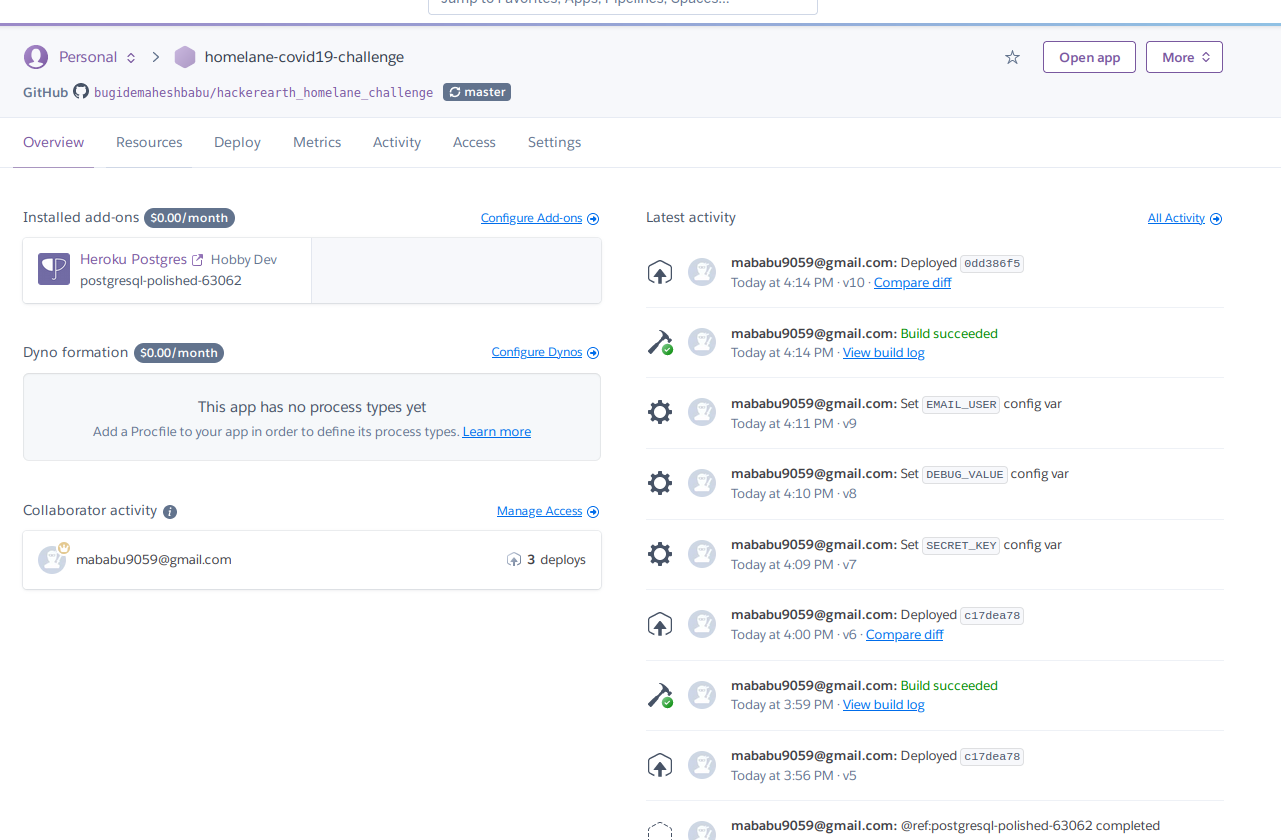 Jump to Favorites, Apps, Pipelines, Spaces...
Personal
homelane-covid19-challenge
Open app
More
GitHub bugidemaheshbabu/hackerearth_homelane_challenge master
Overview Resources Deploy Metrics Activity Access Settings
Installed add-ons $0.00/month
Configure Add-ons
Heroku Postgres Hobby Dev
postgresql-polished-63062
Dyno formation $0.00/month
Configure Dynos
This app has no process types yet
Add a Procfile to your app in order to define its process types. Learn more
Collaborator activity i
Manage Access
mababu9059@gmail.com
3 deploys
Latest activity
All Activity
mababu9059@gmail.com: Deployed 0dd386f5
Today at 4:14 PM · v10 · Compare diff
mababu9059@gmail.com: Build succeeded
Today at 4:14 PM · View build log
mababu9059@gmail.com: Set EMAIL_USER config var
Today at 4:11 PM · v9
mababu9059@gmail.com: Set DEBUG_VALUE config var
Today at 4:10 PM · v8
mababu9059@gmail.com: Set SECRET_KEY config var
Today at 4:09 PM · v7
mababu9059@gmail.com: Deployed c17dea78
Today at 4:00 PM · v6 · Compare diff
mababu9059@gmail.com: Build succeeded
Today at 3:59 PM · View build log
mababu9059@gmail.com: Deployed c17dea78
Today at 3:56 PM · v5
mababu9059@gmail.com: @ref:postgresql-polished-63062 completed